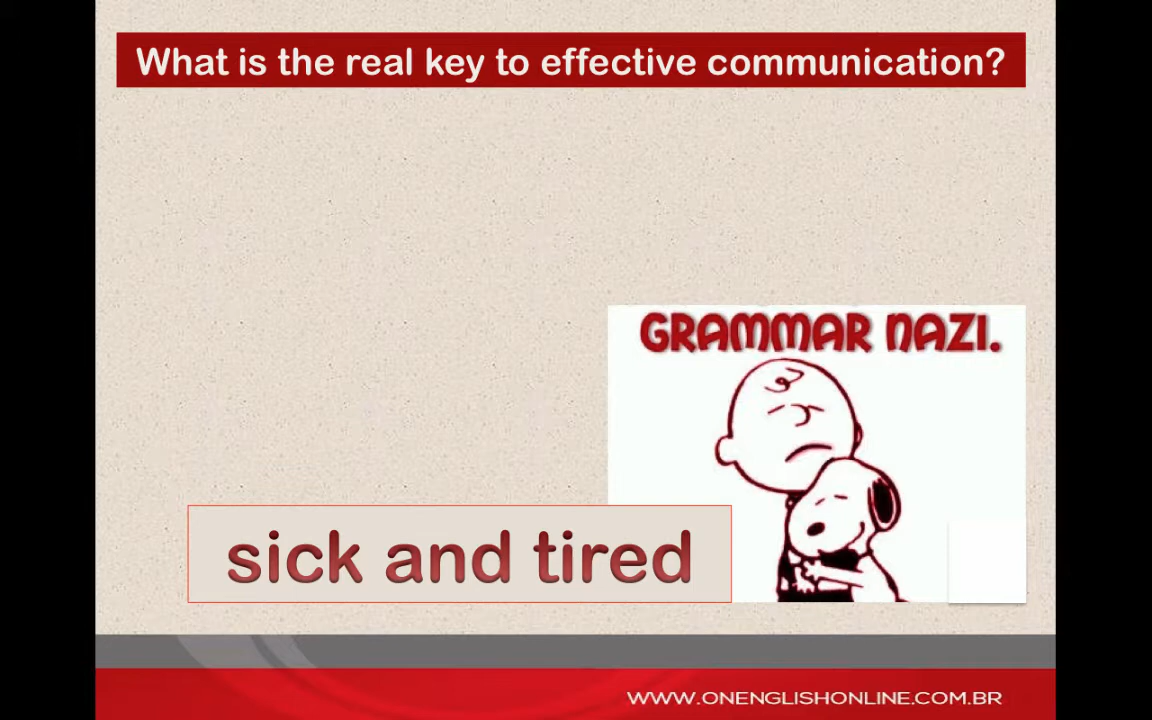 What is the real key to effective communication?
GRAMMAR NAZI.
sick and tired
WWW.ONENGLISHONLINE.COM.BR